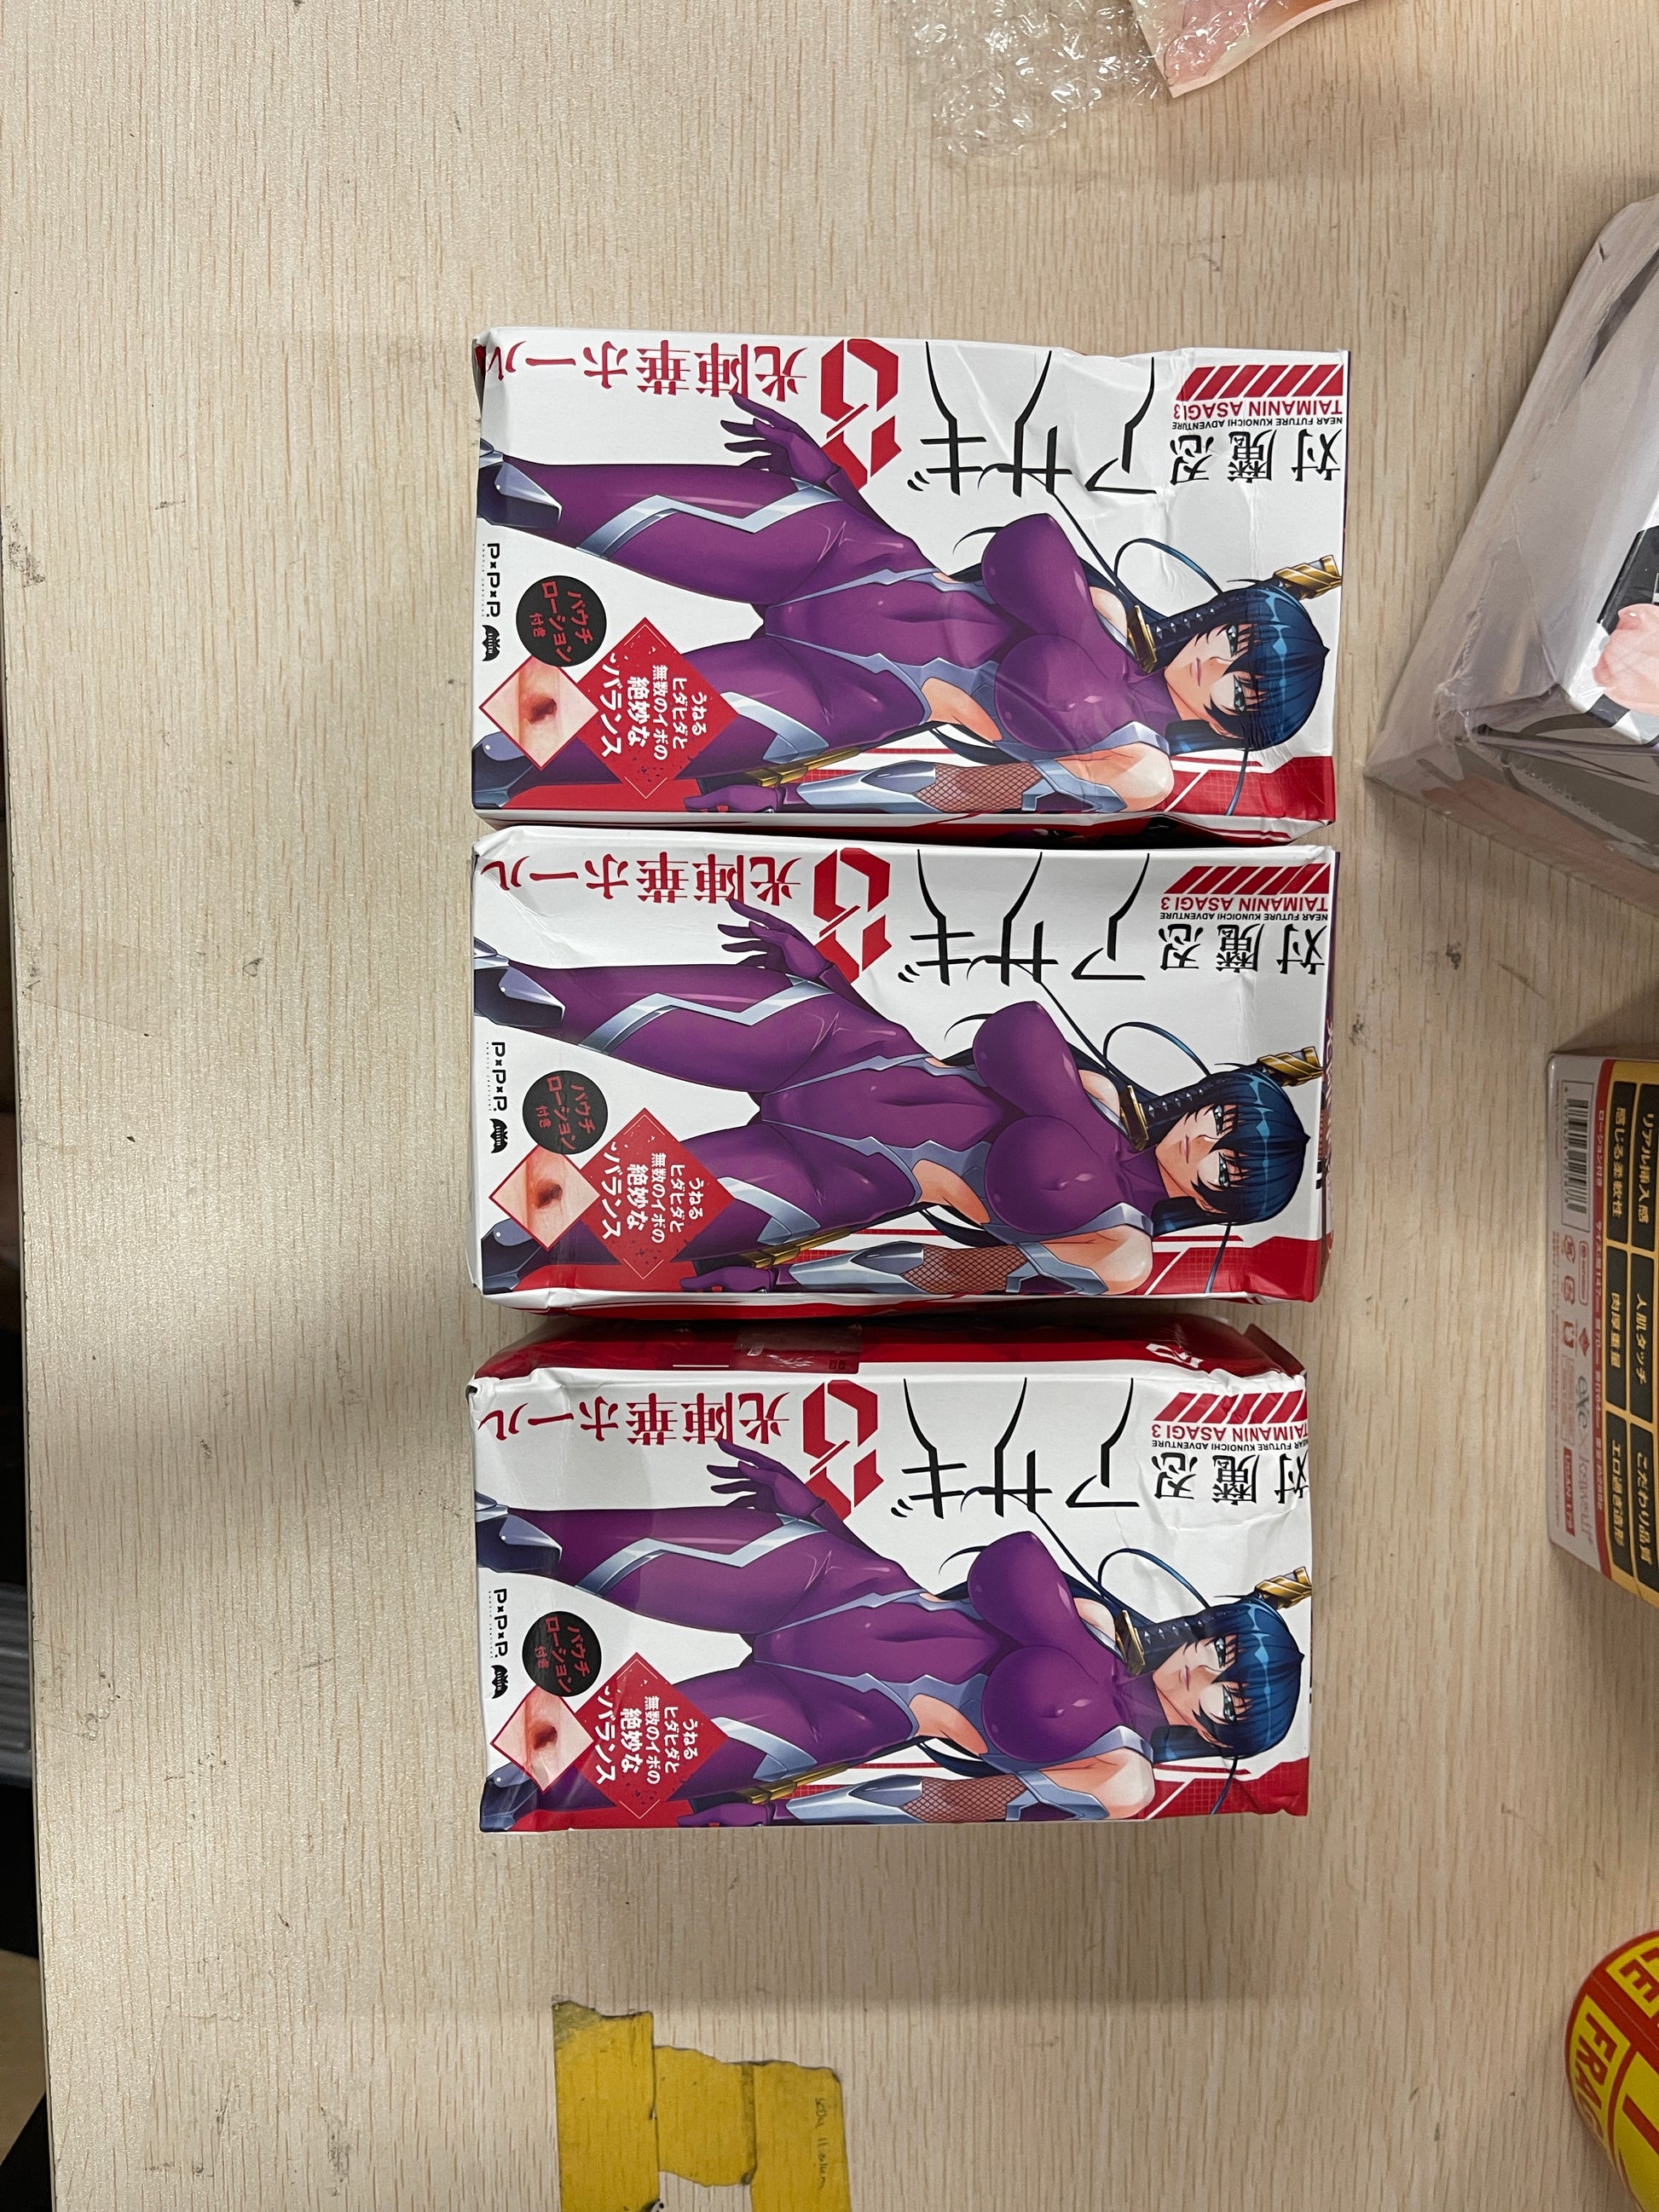 対魔忍
アサギ
NEAR FUTURE KUNOICHI ADVENTURE
TAIMANIN ASAGI 3
光陣華ホール
うねる
ヒダヒダと
無数のイボの
絶妙な
バランス
パウチ
ローション
付き
P×P×P.
対魔忍
アサギ
NEAR FUTURE KUNOICHI ADVENTURE
TAIMANIN ASAGI 3
光陣華ホール
うねる
ヒダヒダと
無数のイボの
絶妙な
バランス
パウチ
ローション
付き
P×P×P.
対魔忍
アサギ
NEAR FUTURE KUNOICHI ADVENTURE
TAIMANIN ASAGI 3
光陣華ホール
うねる
ヒダヒダと
無数のイボの
絶妙な
バランス
パウチ
ローション
付き
P×P×P.
リアル挿入感
感じる柔軟性
人肌タッチ
肉厚重量
こだわり品質
exe
FRA